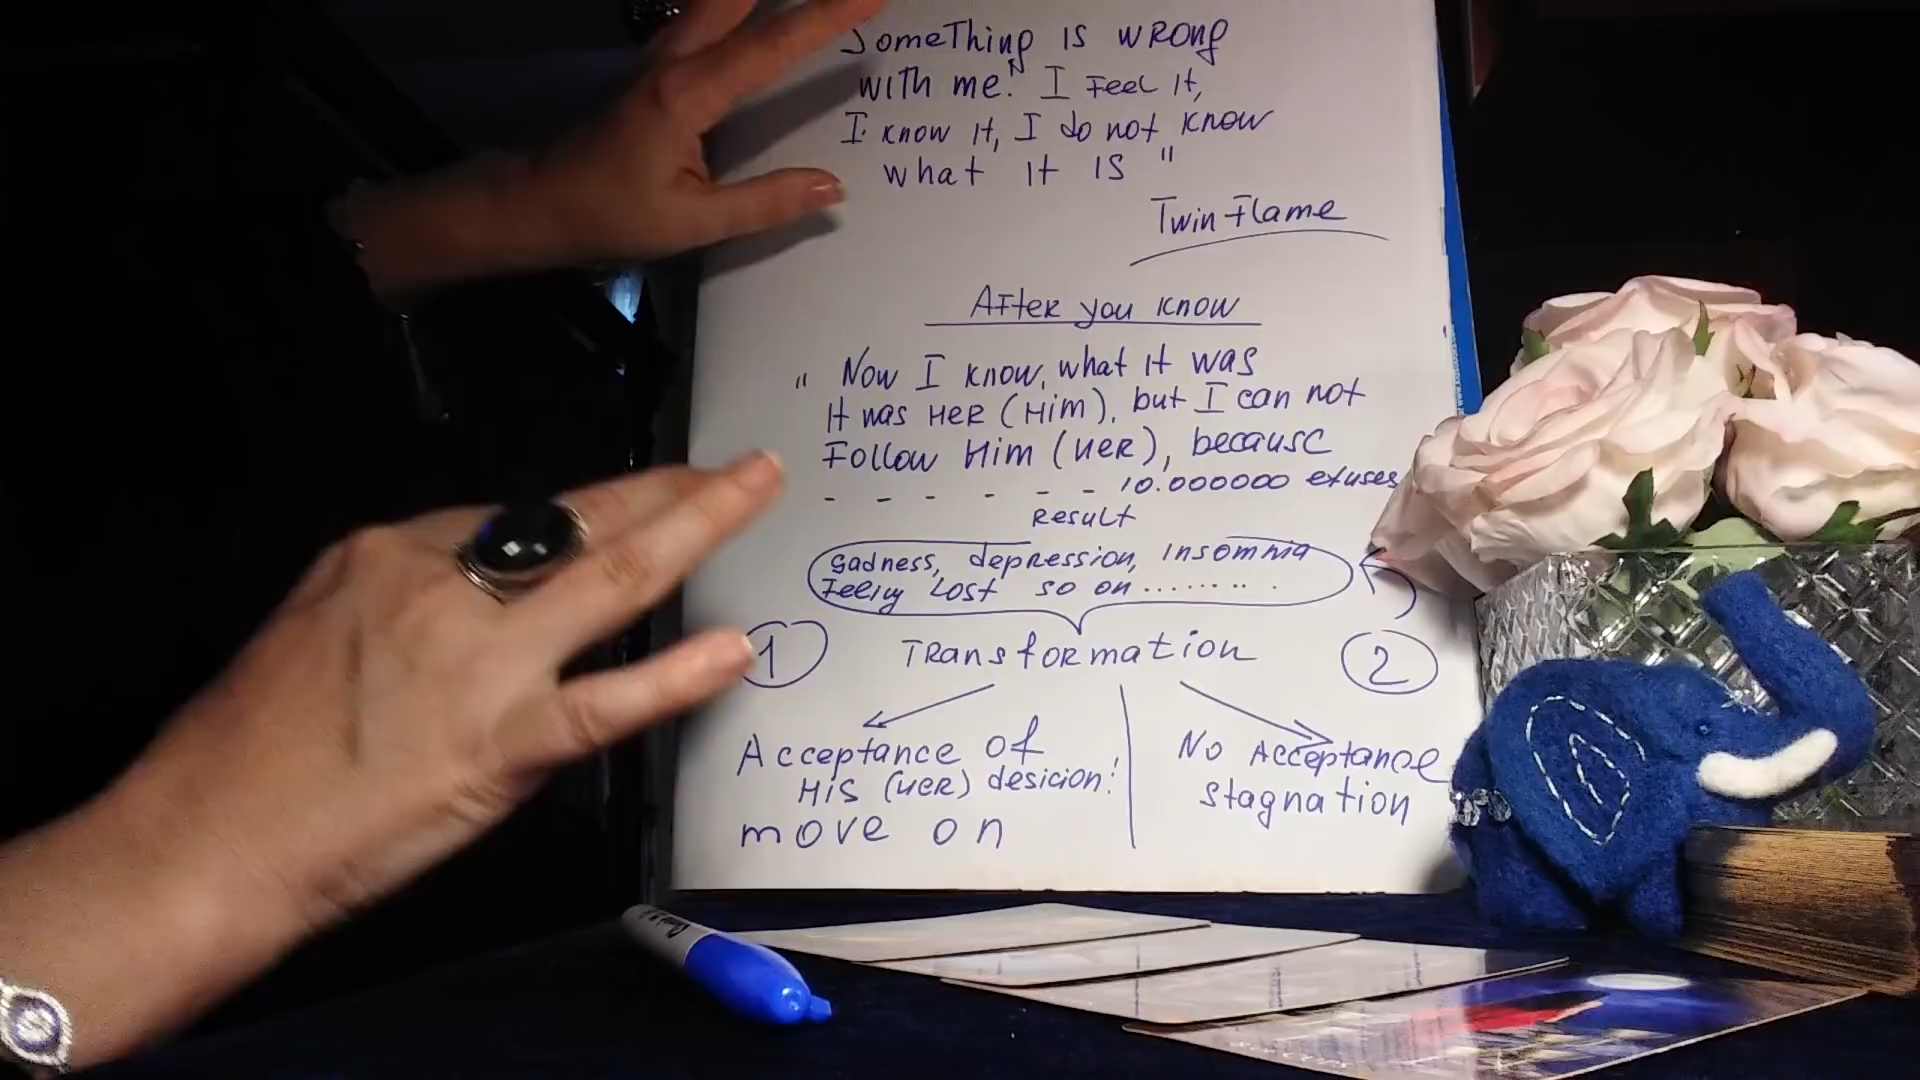 Something is wrong
with me." I feel it,
I know it, I do not know
what it is "
Twin Flame
After you know
" Now I know, what it was
It was Her (Him), but I can not
Follow Him (Her), because
- - - - - - 10.000000 exuses
Result
Sadness, depression, insomnia
Feeliy Lost so on ..........
1 Transformation 2
Acceptance of
His (Her) desicion!
move on
No Acceptance
stagnation